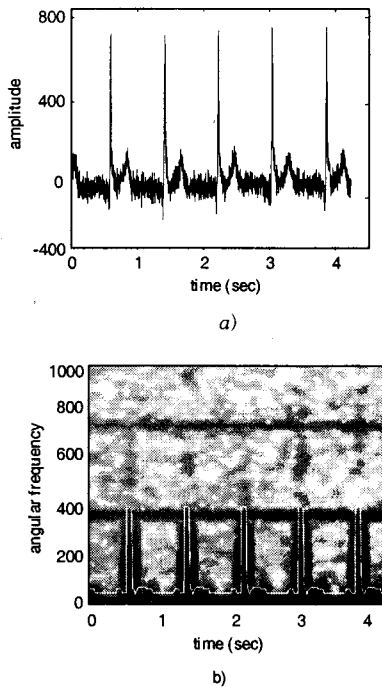 800
400
0
-400
amplitude
0 1 2 3 4
time (sec)
a)
1000
800
600
400
200
0
angular frequency
0 1 2 3 4
time (sec)
b)